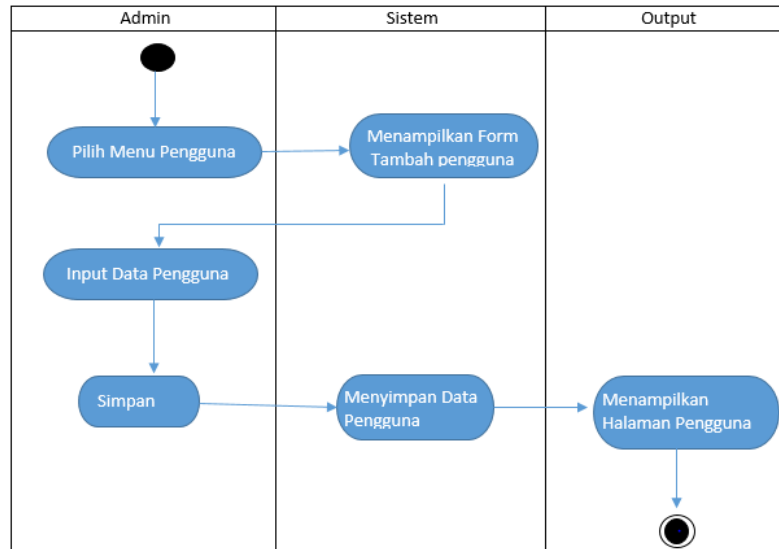 Admin
Sistem
Output
Pilih Menu Pengguna
Menampilkan Form
Tambah pengguna
Input Data Pengguna
Simpan
Menyimpan Data
Pengguna
Menampilkan
Halaman Pengguna